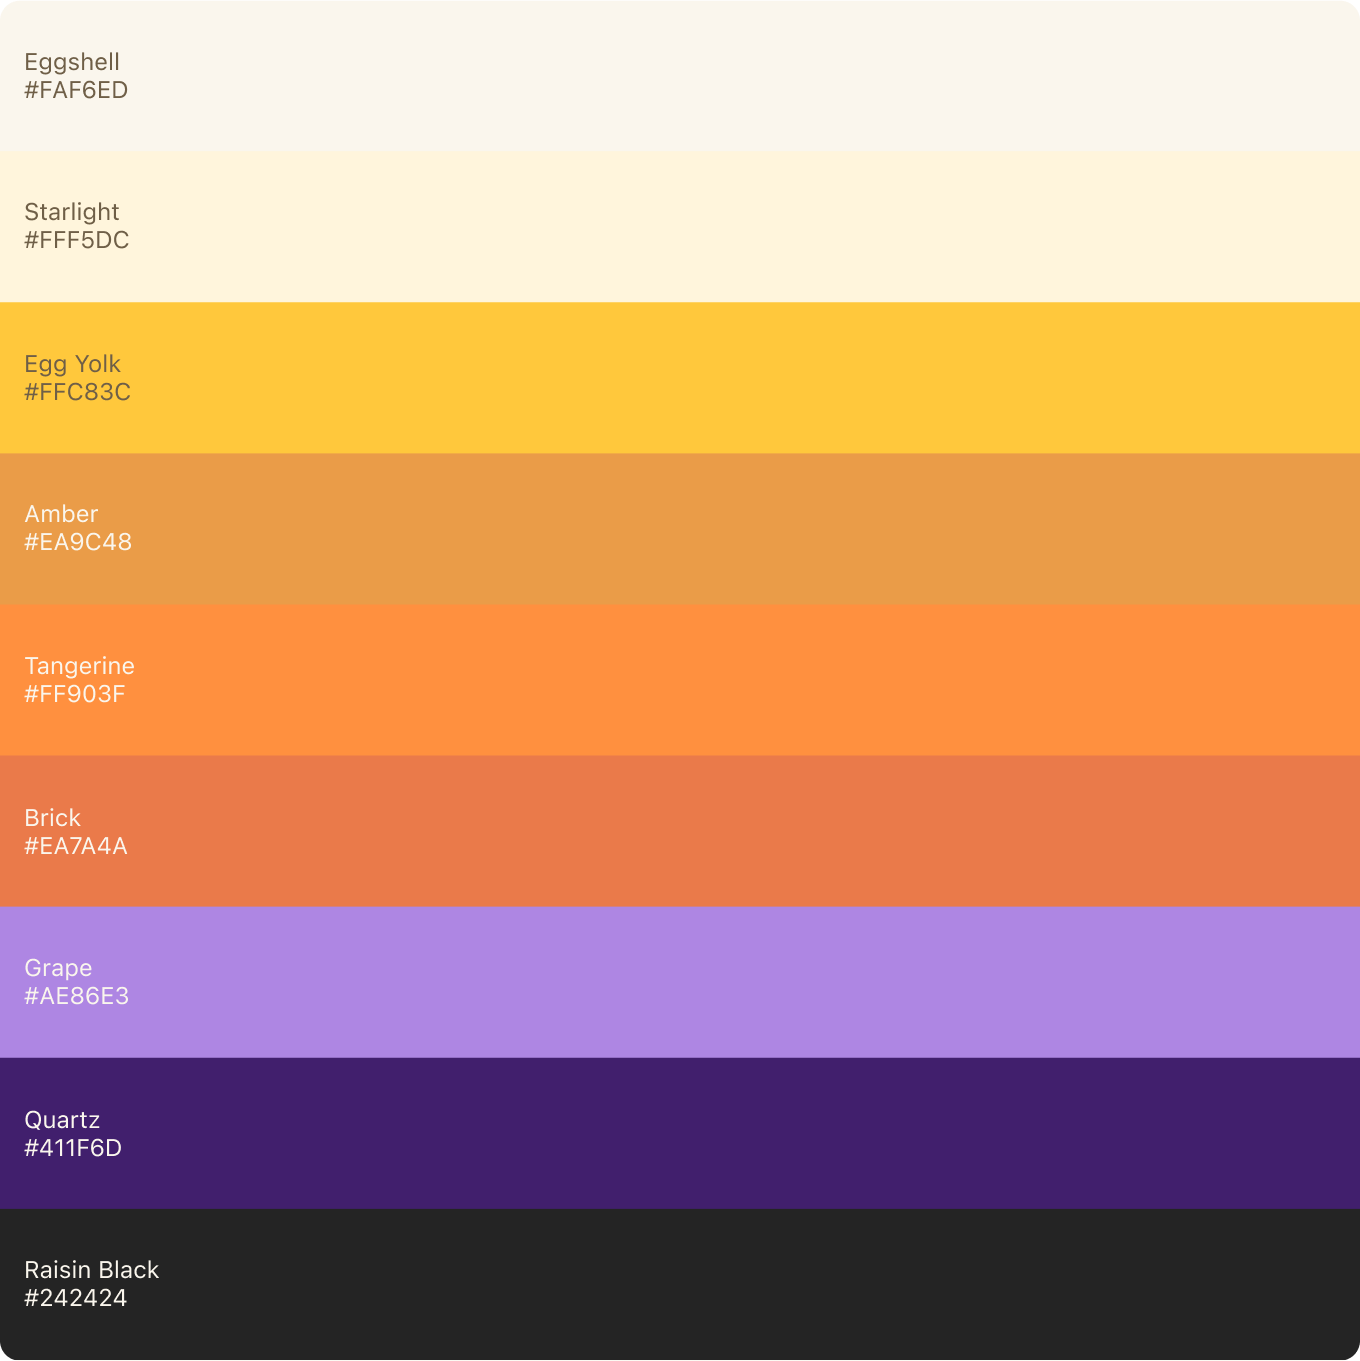 Eggshell
#FAF6ED
Starlight
#FFF5DC
Egg Yolk
#FFC83C
Amber
#EA9C48
Tangerine
#FF903F
Brick
#EA7A4A
Grape
#AE86E3
Quartz
#411F6D
Raisin Black
#242424